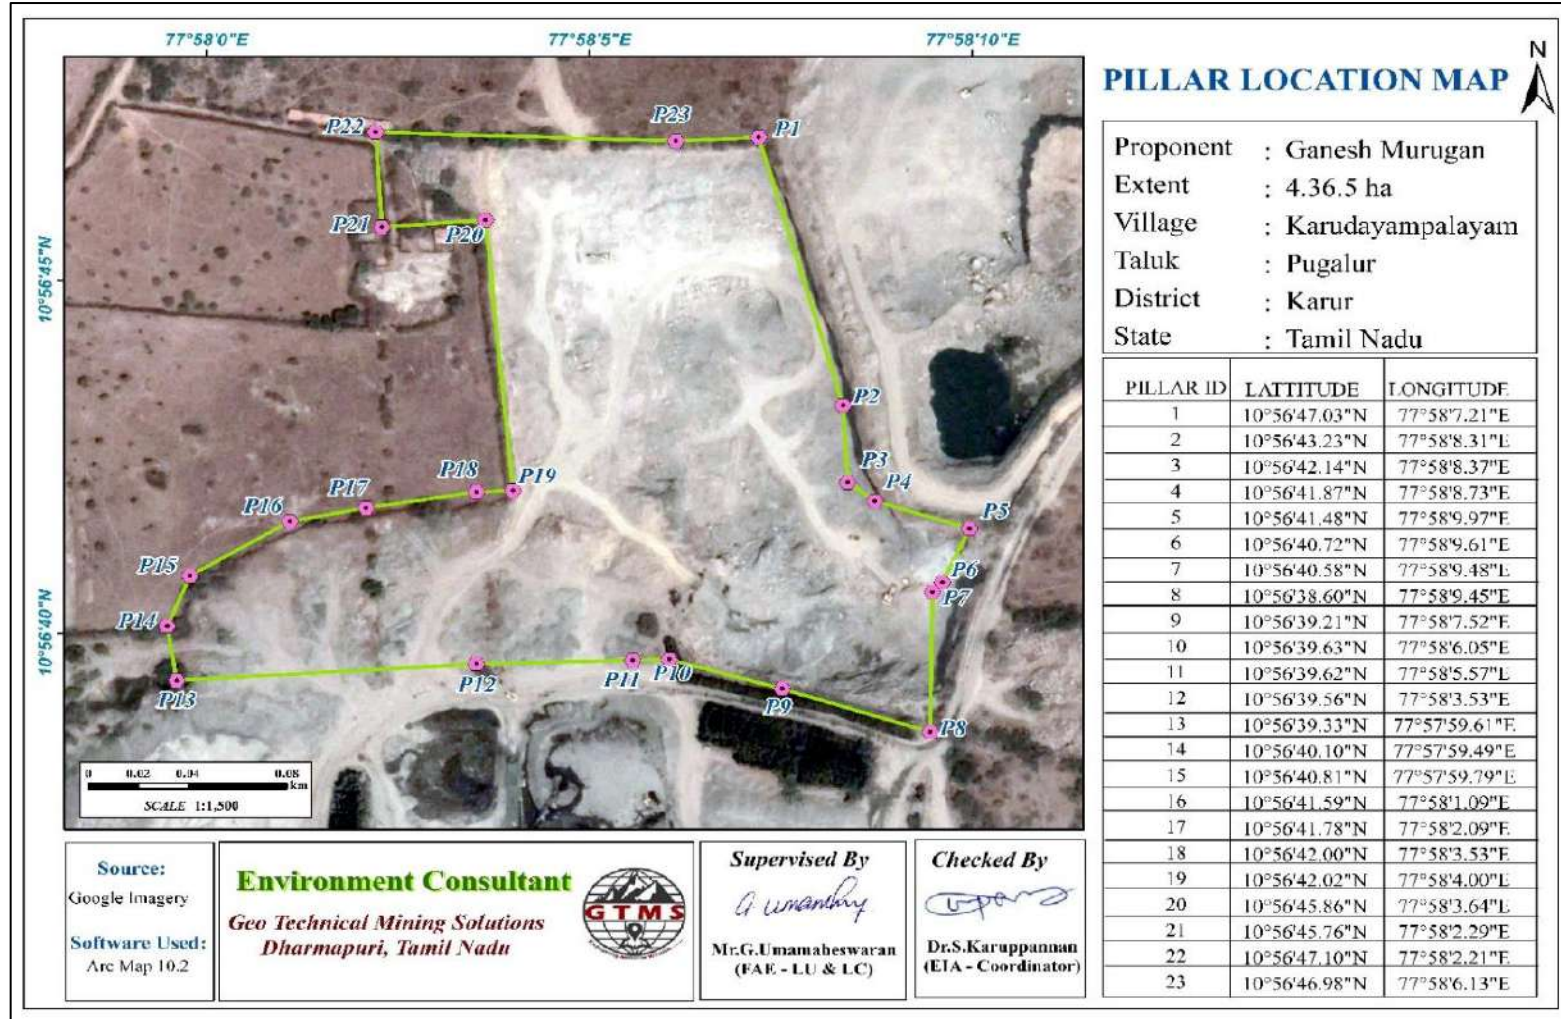 77°58'0"E 77°58'5"E 77°58'10"E
N
PILLAR LOCATION MAP
Proponent : Ganesh Murugan
Extent : 4.36.5 ha
Village : Karudayampalayam
Taluk : Pugalur
District : Karur
State : Tamil Nadu
PILLAR ID LATTITUDE LONGITUDE
1 10°56'47.03"N 77°58'7.21"E
2 10°56'43.23"N 77°58'8.31"E
3 10°56'42.14"N 77°58'8.37"E
4 10°56'41.87"N 77°58'8.73"E
5 10°56'41.48"N 77°58'9.97"E
6 10°56'40.72"N 77°58'9.61"E
7 10°56'40.58"N 77°58'9.48"E
8 10°56'38.60"N 77°58'9.45"E
9 10°56'39.21"N 77°58'7.52"E
10 10°56'39.63"N 77°58'6.05"E
11 10°56'39.62"N 77°58'5.57"E
12 10°56'39.56"N 77°58'3.53"E
13 10°56'39.33"N 77°57'59.61"E
14 10°56'40.10"N 77°57'59.49"E
15 10°56'40.81"N 77°57'59.79"E
16 10°56'41.59"N 77°58'1.09"E
17 10°56'41.78"N 77°58'2.09"E
18 10°56'42.00"N 77°58'3.53"E
19 10°56'42.02"N 77°58'4.00"E
20 10°56'45.86"N 77°58'3.64"E
21 10°56'45.76"N 77°58'2.29"E
22 10°56'47.10"N 77°58'2.21"E
23 10°56'46.98"N 77°58'6.13"E
10°56'45"N
10°56'40"N
P22
P23
P1
P21
P20
P2
P3
P4
P18
P19
P17
P16
P5
P15
P6
P7
P14
P13
P12
P11
P10
P9
P8
0 0.02 0.04 0.08
km
SCALE 1:1,500
Source:
Google Imagery
Software Used:
Arc Map 10.2
Environment Consultant
Geo Technical Mining Solutions
Dharmapuri, Tamil Nadu
GTMS
Supervised By
Mr.G.Umamaheswaran
(FAE - LU & LC)
Checked By
Dr.S.Karuppannan
(EIA - Coordinator)